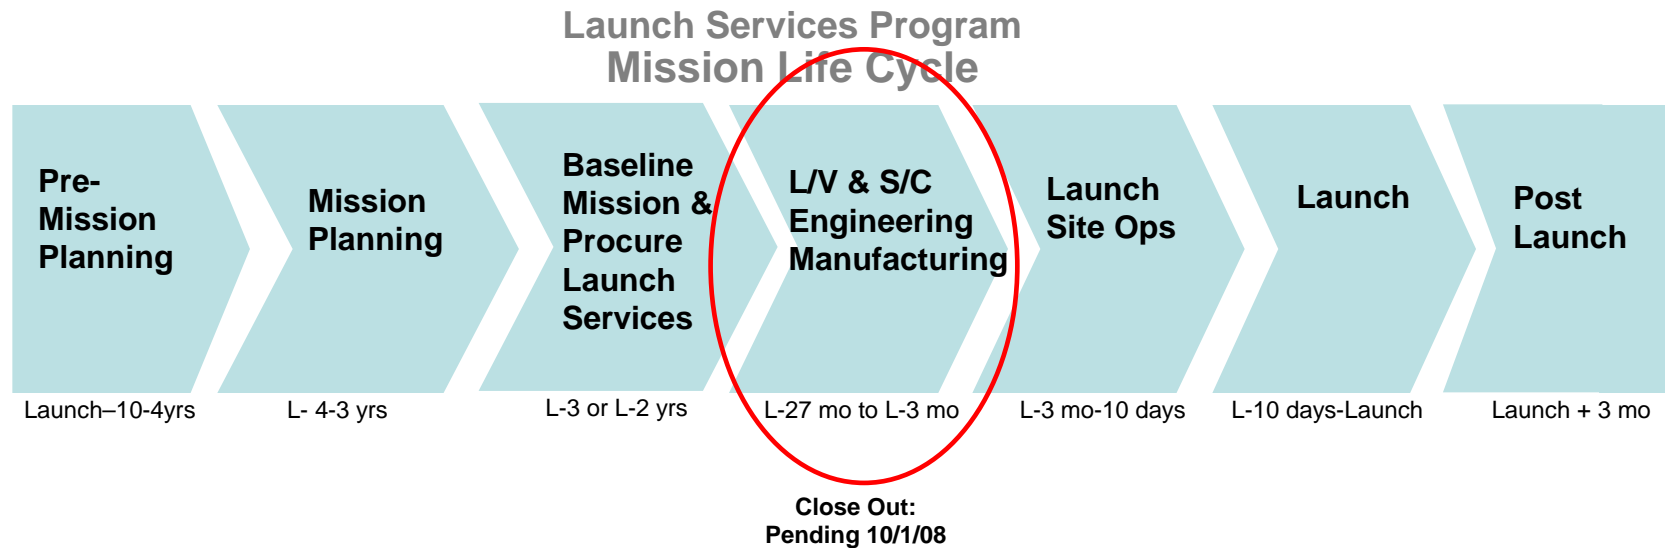 Launch Services Program
Mission Life Cycle
Pre-
Mission
Planning
Mission
Planning
Baseline
Mission &
Procure
Launch
Services
L/V & S/C
Engineering
Manufacturing
Launch
Site Ops
Launch
Post
Launch
Launch–10-4yrs
L- 4-3 yrs
L-3 or L-2 yrs
L-27 mo to L-3 mo
L-3 mo-10 days
L-10 days-Launch
Launch + 3 mo
Close Out:
Pending 10/1/08